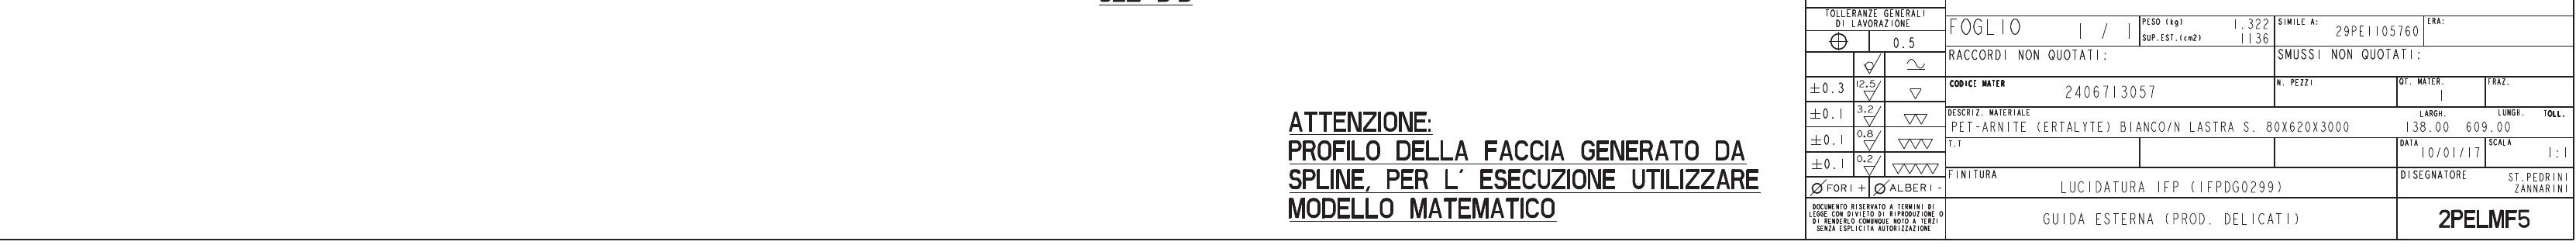 ATTENZIONE:
PROFILO DELLA FACCIA GENERATO DA
SPLINE, PER L' ESECUZIONE UTILIZZARE
MODELLO MATEMATICO
TOLLERANZE GENERALI
DI LAVORAZIONE
0.5
±0.3 12.5/
±0.1 3.2/
±0.1 0.8/
±0.1 0.2/
⌀ FORI + ⌀ ALBERI -
DOCUMENTO RISERVATO A TERMINI DI
LEGGE CON DIVIETO DI RIPRODUZIONE O
DI RENDERLO COMUNQUE NOTO A TERZI
SENZA ESPLICITA AUTORIZZAZIONE
FOGLIO 1 / 1 PESO (kg) 1.322 SIMILE A: 29PE1105760 ERA:
SUP.EST.(cm2) 1136
RACCORDI NON QUOTATI: SMUSSI NON QUOTATI:
CODICE MATER 2406713057 N. PEZZI QT. MATER. 1 FRAZ.
DESCRIZ. MATERIALE LARGH. LUNGH. TOLL.
PET-ARNITE (ERTALYTE) BIANCO/N LASTRA S. 80X620X3000 138.00 609.00
T.T DATA 10/01/17 SCALA 1:1
FINITURA LUCIDATURA IFP (IFPDG0299) DISEGNATORE ST.PEDRINI
ZANNARINI
GUIDA ESTERNA (PROD. DELICATI) 2PELMF5